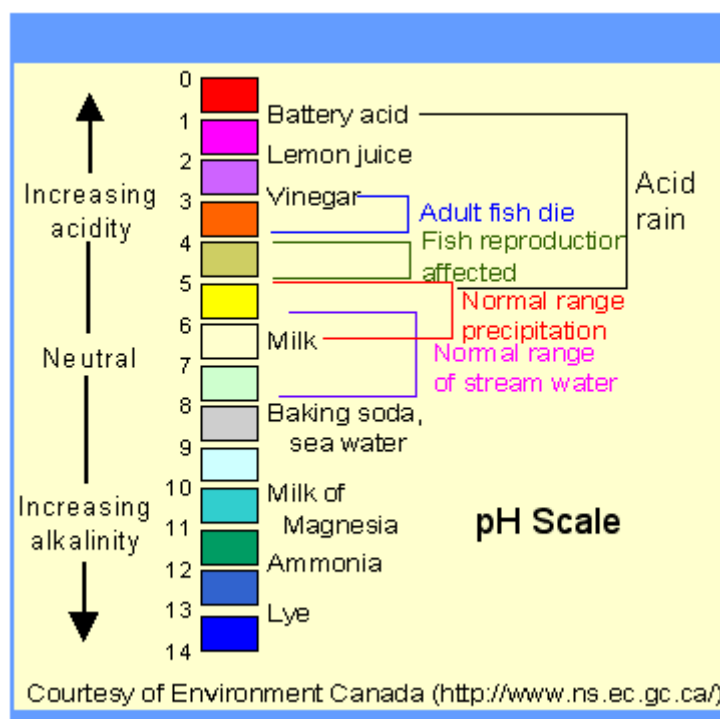 0
1
2
3
4
5
6
7
8
9
10
11
12
13
14
Increasing
acidity
Neutral
Increasing
alkalinity
Battery acid
Lemon juice
Vinegar
Milk
Baking soda,
sea water
Milk of
Magnesia
Ammonia
Lye
Adult fish die
Fish reproduction
affected
Normal range
precipitation
Normal range
of stream water
Acid
rain
pH Scale
Courtesy of Environment Canada (http://www.ns.ec.gc.ca/)